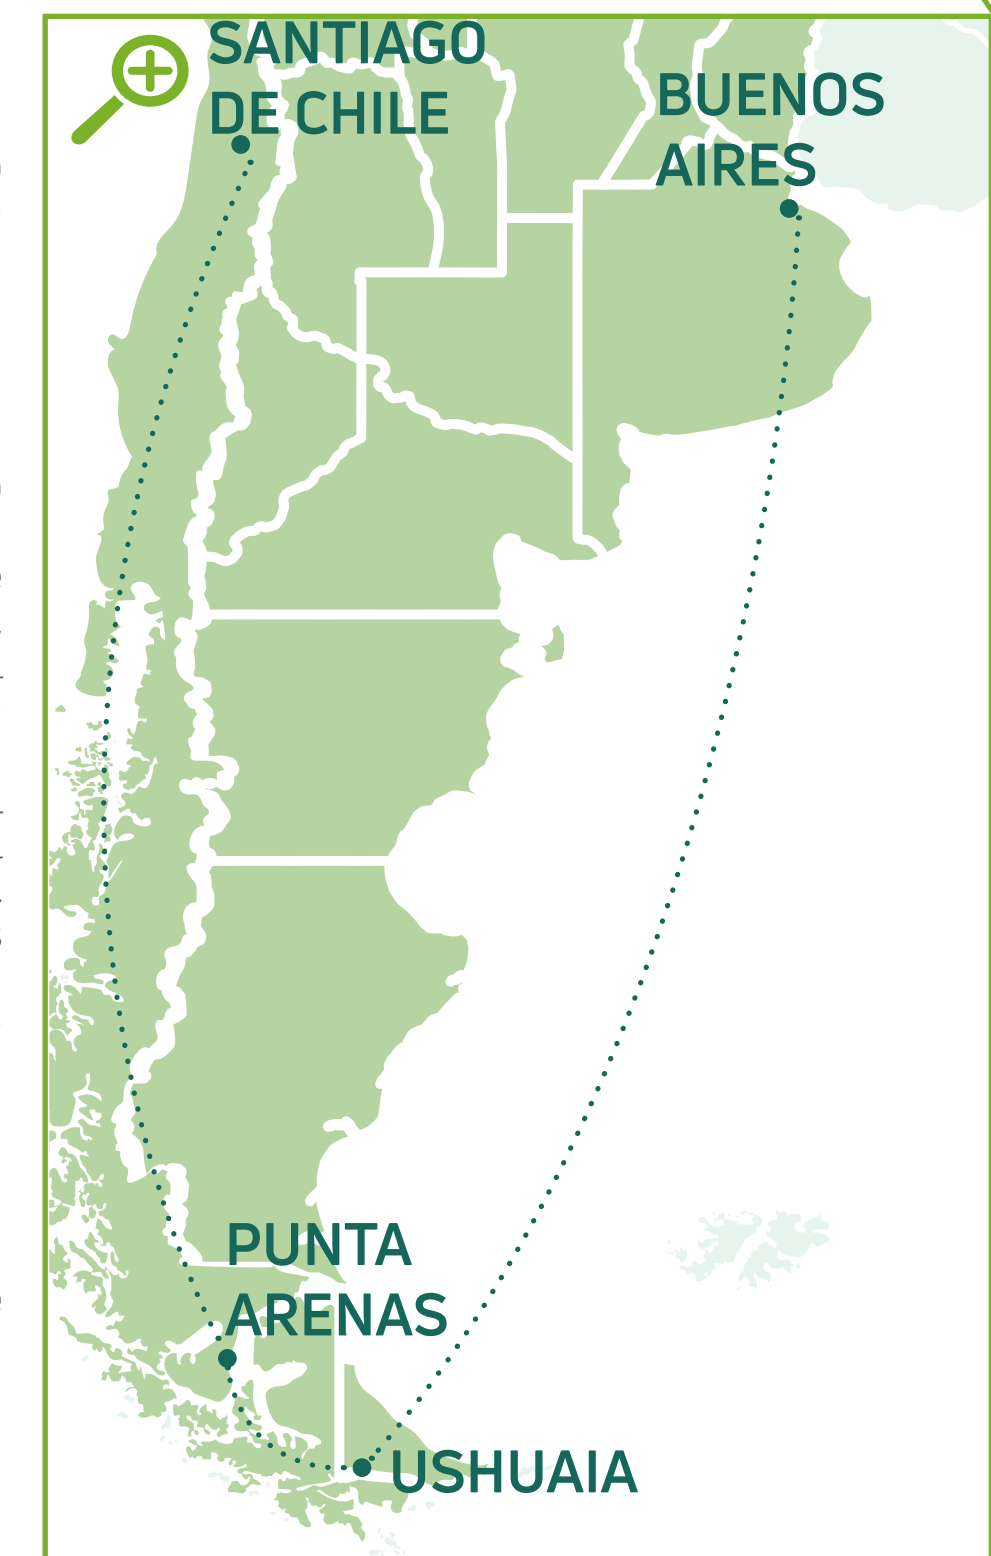 SANTIAGO
DE CHILE
BUENOS
AIRES
PUNTA
ARENAS
USHUAIA